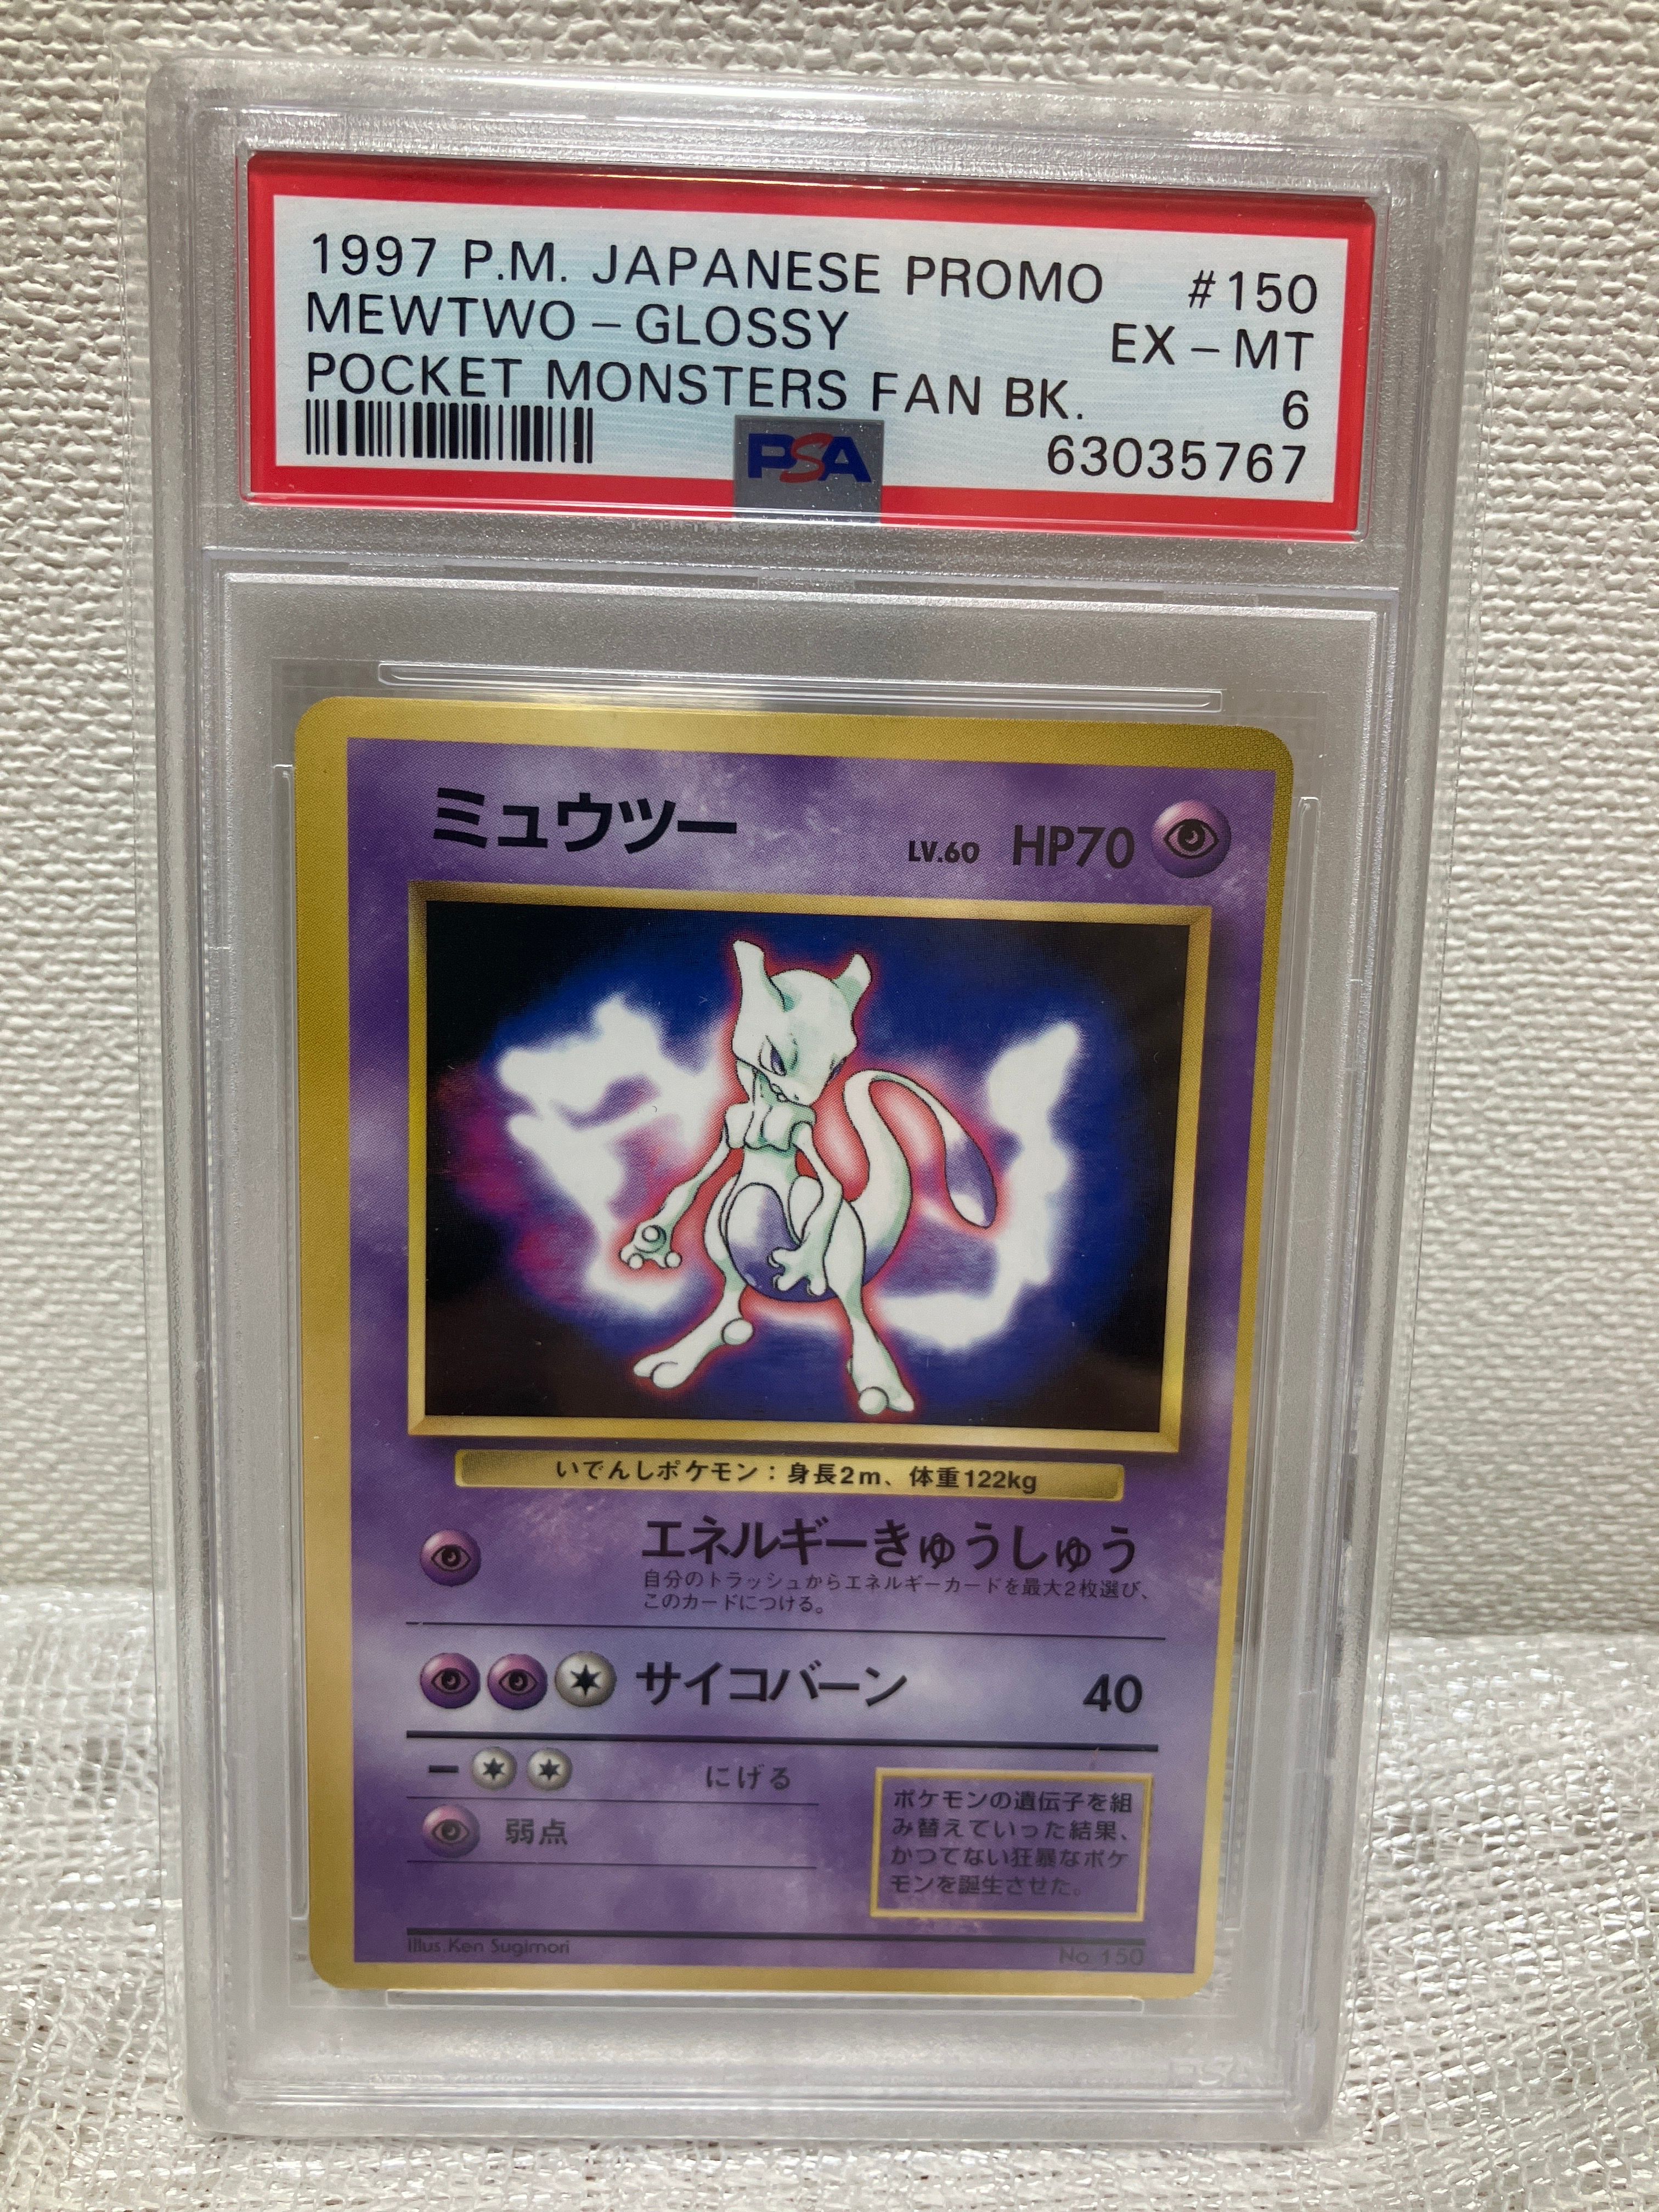 1997 P.M. JAPANESE PROMO #150
MEWTWO-GLOSSY EX-MT
POCKET MONSTERS FAN BK. 6
PSA 63035767
ミュウツー LV.60 HP70
いでんしポケモン：身長2m、体重122kg
エネルギーきゅうしゅう
自分のトラッシュからエネルギーカードを最大2枚選び、
このカードにつける。
サイコバーン 40
にげる
弱点
ポケモンの遺伝子を組
み替えていった結果、
かつてない狂暴なポケ
モンを誕生させた。
Illus.Ken Sugimori No.150
PSA